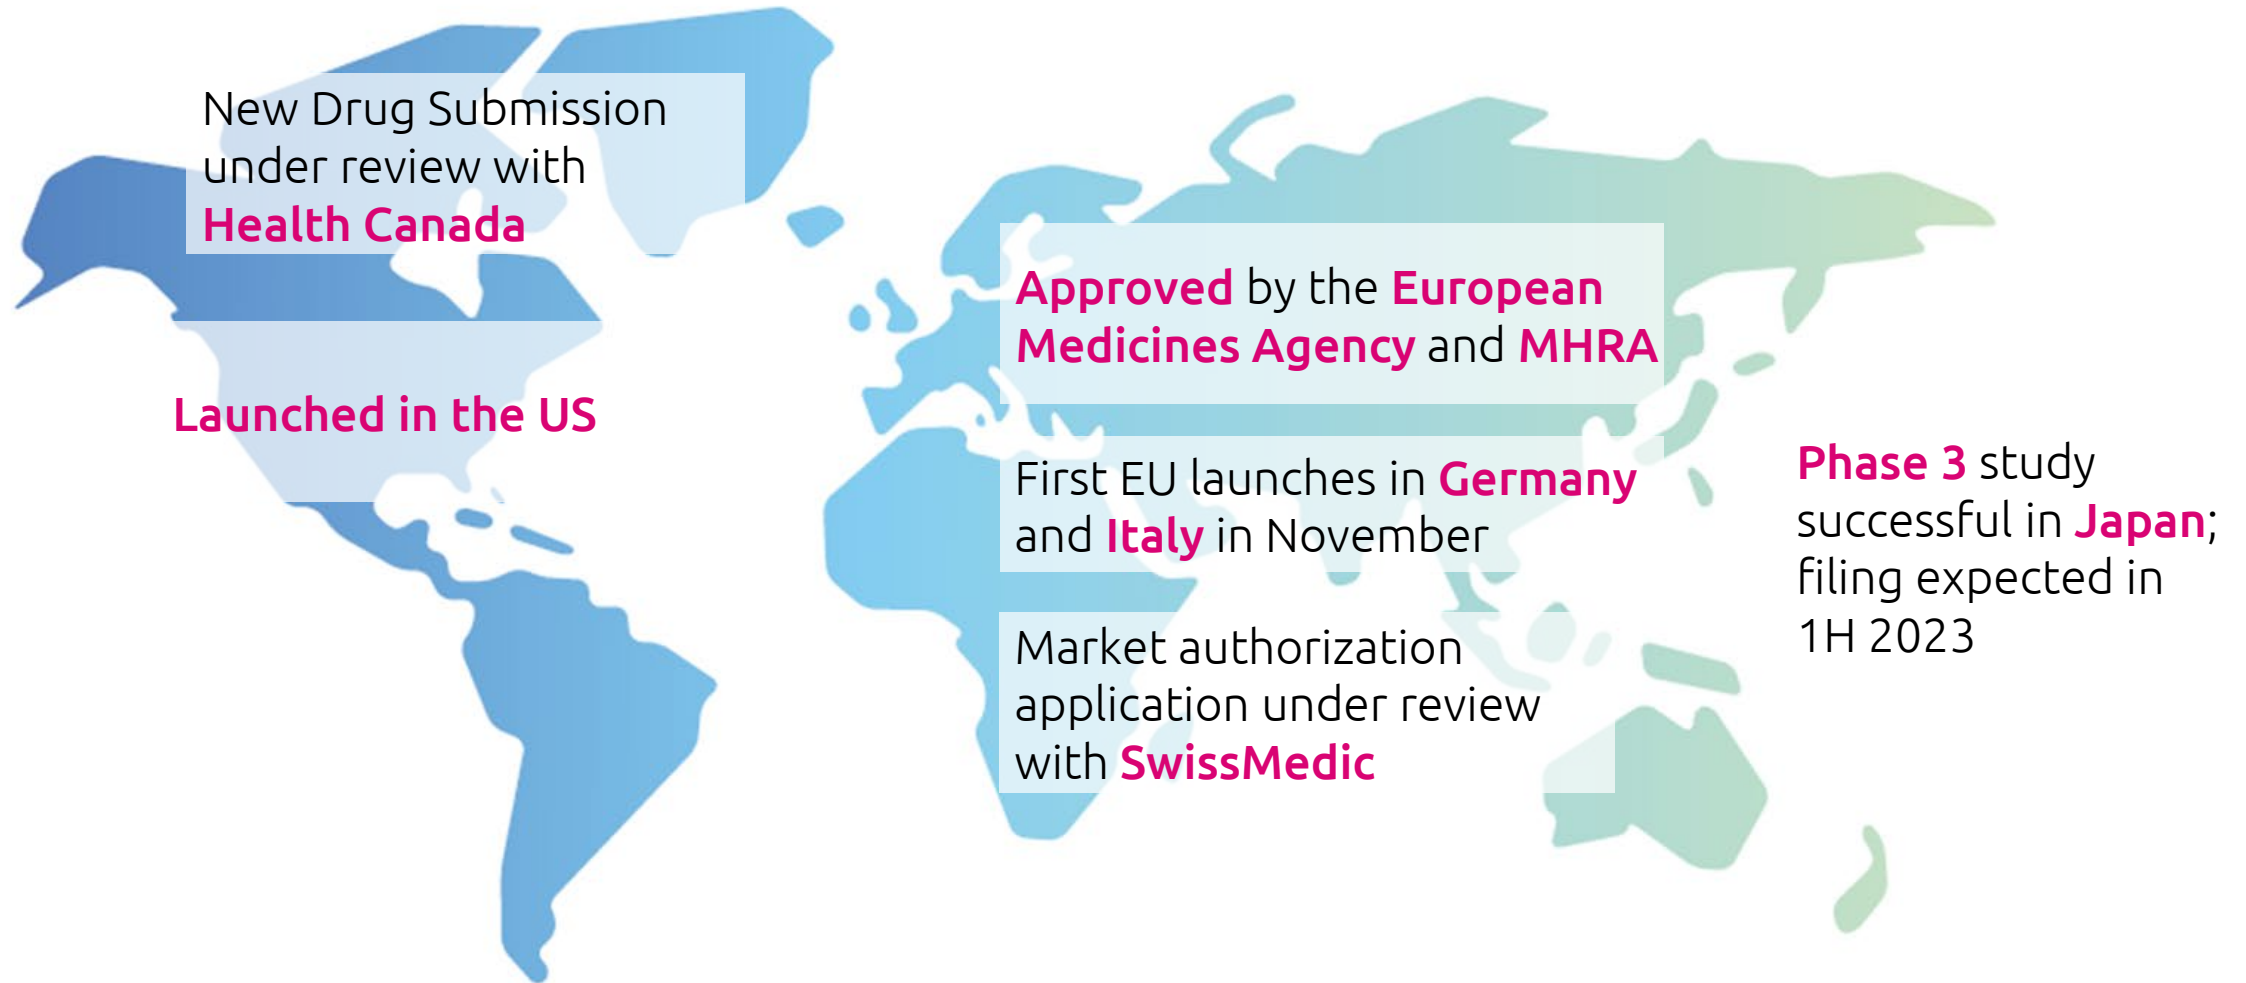 New Drug Submission
under review with
Health Canada
Launched in the US
Approved by the European
Medicines Agency and MHRA
First EU launches in Germany
and Italy in November
Market authorization
application under review
with SwissMedic
Phase 3 study
successful in Japan;
filing expected in
1H 2023